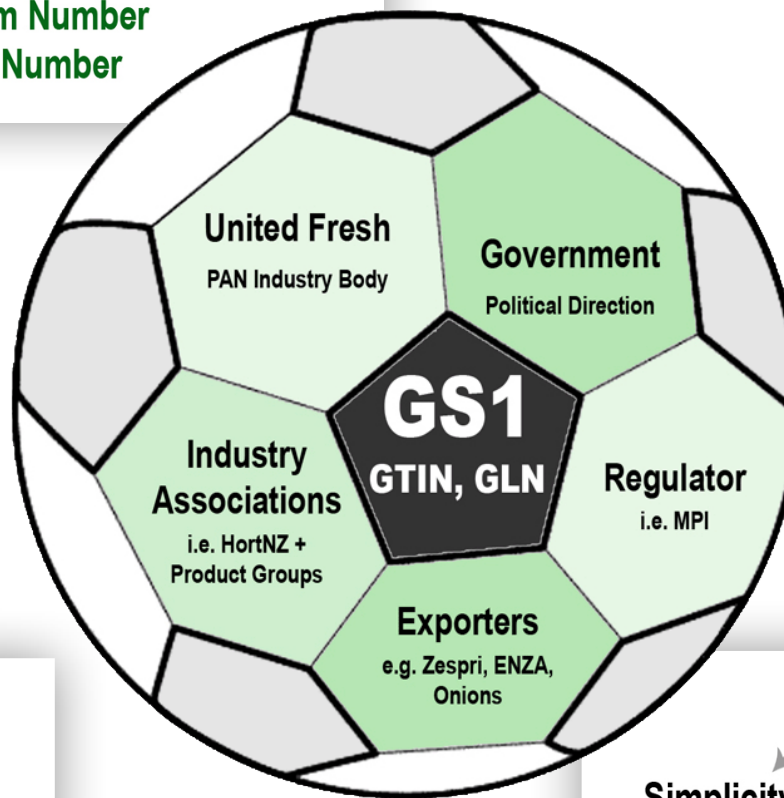 m Number
Number
United Fresh
PAN Industry Body
Government
Political Direction
GS1
GTIN, GLN
Industry
Associations
i.e. HortNZ +
Product Groups
Regulator
i.e. MPI
Exporters
e.g. Zespri, ENZA,
Onions